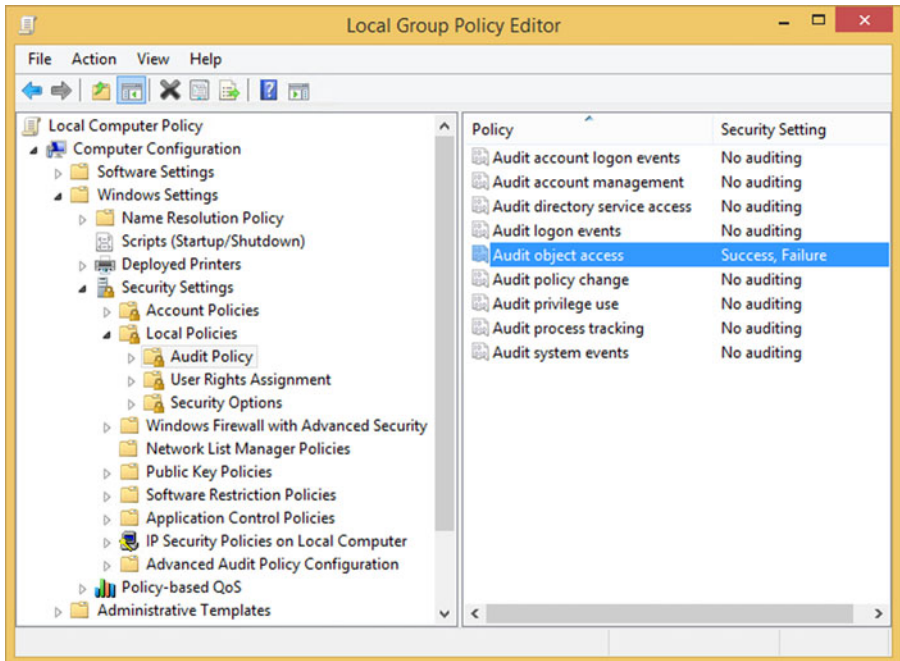 Local Group Policy Editor
File Action View Help
Local Computer Policy
Computer Configuration
Software Settings
Windows Settings
Name Resolution Policy
Scripts (Startup/Shutdown)
Deployed Printers
Security Settings
Account Policies
Local Policies
Audit Policy
User Rights Assignment
Security Options
Windows Firewall with Advanced Security
Network List Manager Policies
Public Key Policies
Software Restriction Policies
Application Control Policies
IP Security Policies on Local Computer
Advanced Audit Policy Configuration
Policy-based QoS
Administrative Templates
Policy Security Setting
Audit account logon events No auditing
Audit account management No auditing
Audit directory service access No auditing
Audit logon events No auditing
Audit object access Success, Failure
Audit policy change No auditing
Audit privilege use No auditing
Audit process tracking No auditing
Audit system events No auditing